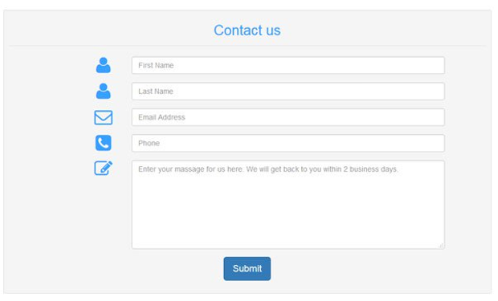 Contact us
First Name
Last Name
Email Address
Phone
Enter your massage for us here. We will get back to you within 2 business days.
Submit